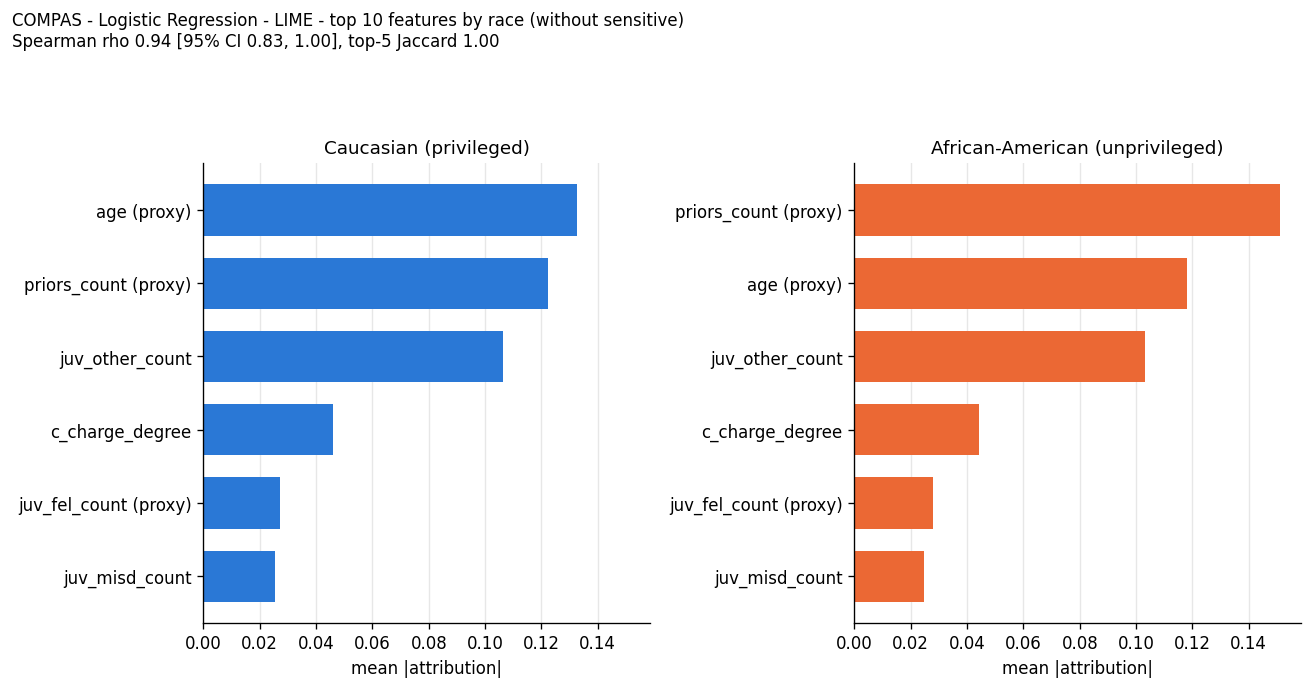 COMPAS - Logistic Regression - LIME - top 10 features by race (without sensitive)
Spearman rho 0.94 [95% CI 0.83, 1.00], top-5 Jaccard 1.00
Caucasian (privileged)
age (proxy)
priors_count (proxy)
juv_other_count
c_charge_degree
juv_fel_count (proxy)
juv_misd_count
0.00 0.02 0.04 0.06 0.08 0.10 0.12 0.14
mean |attribution|
African-American (unprivileged)
priors_count (proxy)
age (proxy)
juv_other_count
c_charge_degree
juv_fel_count (proxy)
juv_misd_count
0.00 0.02 0.04 0.06 0.08 0.10 0.12 0.14
mean |attribution|